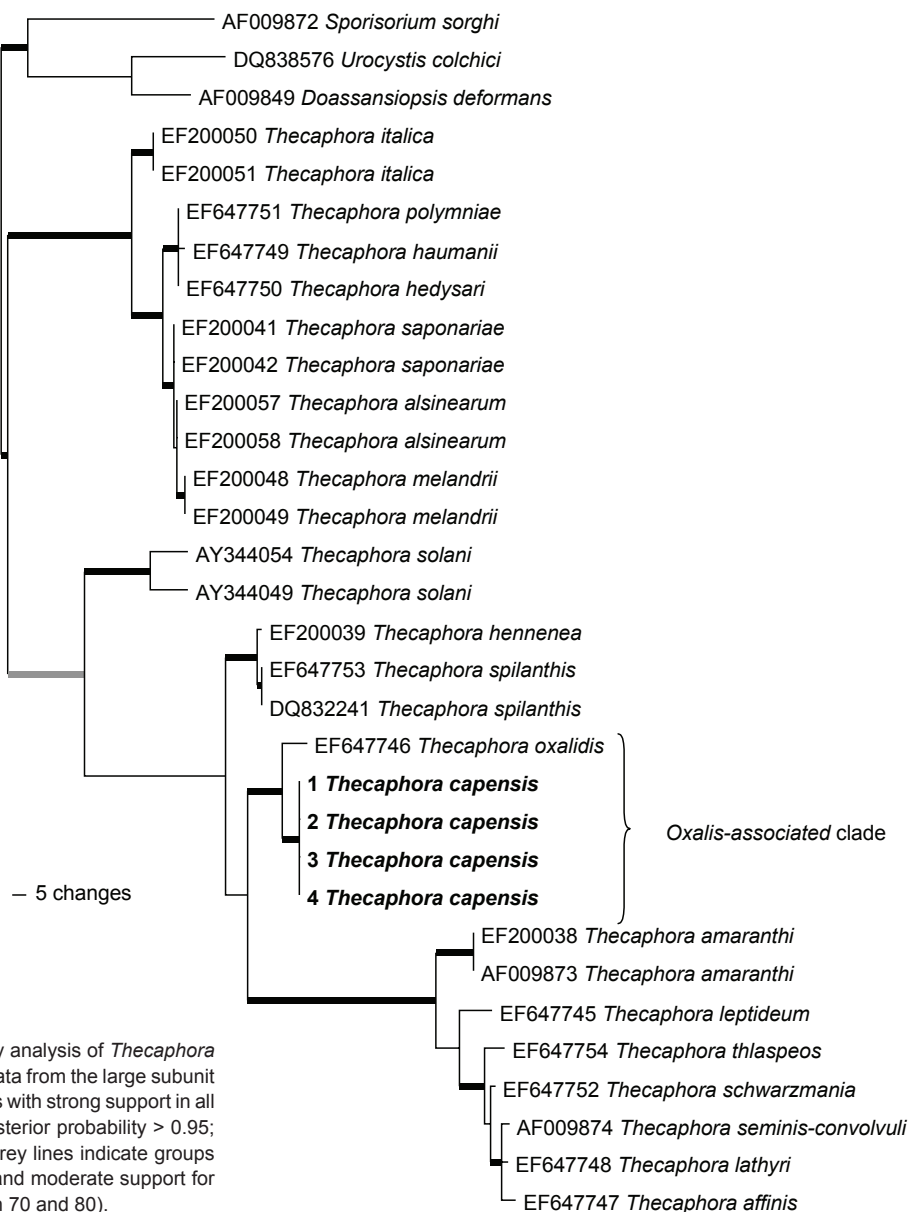 AF009872 Sporisorium sorghi
DQ838576 Urocystis colchici
AF009849 Doassansiopsis deformans
EF200050 Thecaphora italica
EF200051 Thecaphora italica
EF647751 Thecaphora polymniae
EF647749 Thecaphora haumanii
EF647750 Thecaphora hedysari
EF200041 Thecaphora saponariae
EF200042 Thecaphora saponariae
EF200057 Thecaphora alsinearum
EF200058 Thecaphora alsinearum
EF200048 Thecaphora melandrii
EF200049 Thecaphora melandrii
AY344054 Thecaphora solani
AY344049 Thecaphora solani
EF200039 Thecaphora hennenea
EF647753 Thecaphora spilanthis
DQ832241 Thecaphora spilanthis
EF647746 Thecaphora oxalidis
1 Thecaphora capensis
2 Thecaphora capensis
Oxalis-associated clade
3 Thecaphora capensis
4 Thecaphora capensis
5 changes
EF200038 Thecaphora amaranthi
AF009873 Thecaphora amaranthi
EF647745 Thecaphora leptideum
EF647754 Thecaphora thlaspeos
EF647752 Thecaphora schwarzmania
AF009874 Thecaphora seminis-convolvuli
EF647748 Thecaphora lathyri
EF647747 Thecaphora affinis
y analysis of Thecaphora
ata from the large subunit
s with strong support in all
sterior probability > 0.95;
rey lines indicate groups
and moderate support for
n 70 and 80).